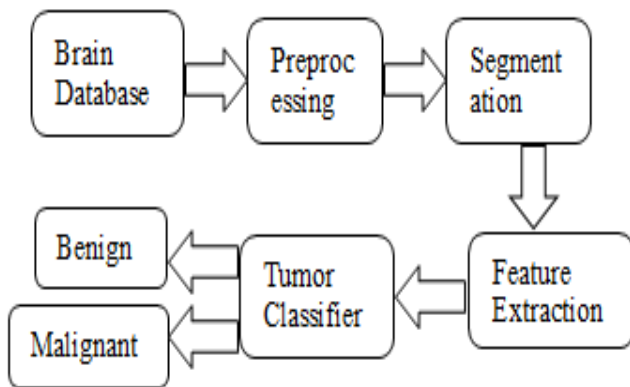 Brain
Database
Preproc
essing
Segment
ation
Feature
Extraction
Tumor
Classifier
Benign
Malignant